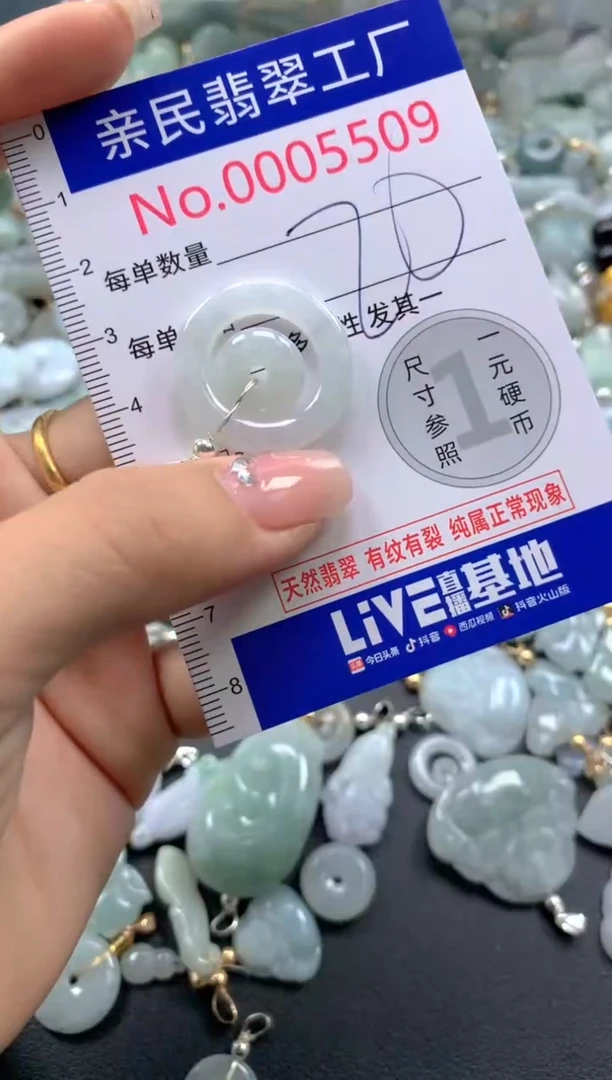 亲民翡翠工厂
No.0005509
每单数量
70
每单
多
性发其一
尺寸参照
1
一元硬币
天然翡翠 有纹有裂 纯属正常现象
LiVE直播基地
今日头条 抖音 西瓜视频 抖音火山版
0
1
2
3
4
7
8